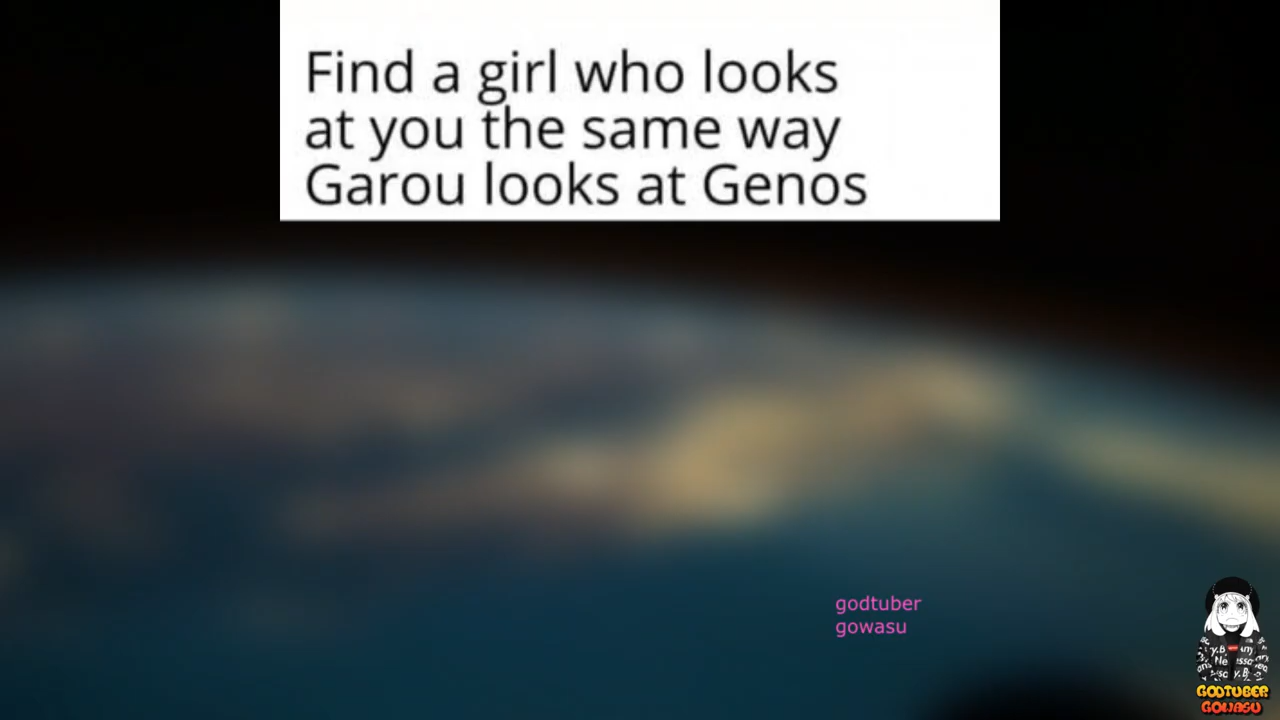 Find a girl who looks
at you the same way
Garou looks at Genos
godtuber
gowasu
GODTUBER
GOWASU